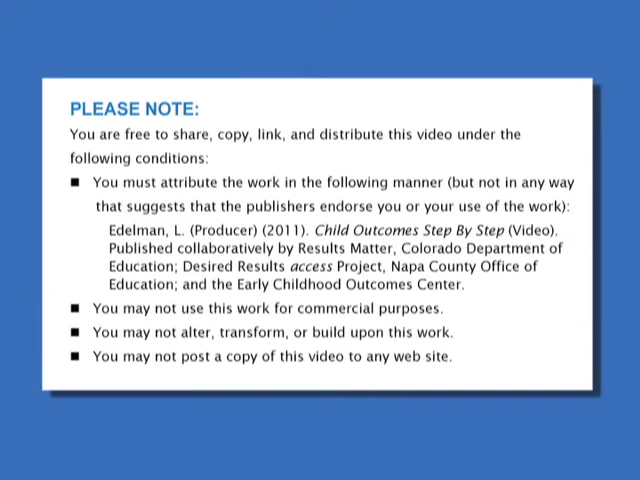 PLEASE NOTE:
You are free to share, copy, link, and distribute this video under the
following conditions:
■ You must attribute the work in the following manner (but not in any way
that suggests that the publishers endorse you or your use of the work):
Edelman, L. (Producer) (2011). Child Outcomes Step By Step (Video).
Published collaboratively by Results Matter, Colorado Department of
Education; Desired Results access Project, Napa County Office of
Education; and the Early Childhood Outcomes Center.
■ You may not use this work for commercial purposes.
■ You may not alter, transform, or build upon this work.
■ You may not post a copy of this video to any web site.